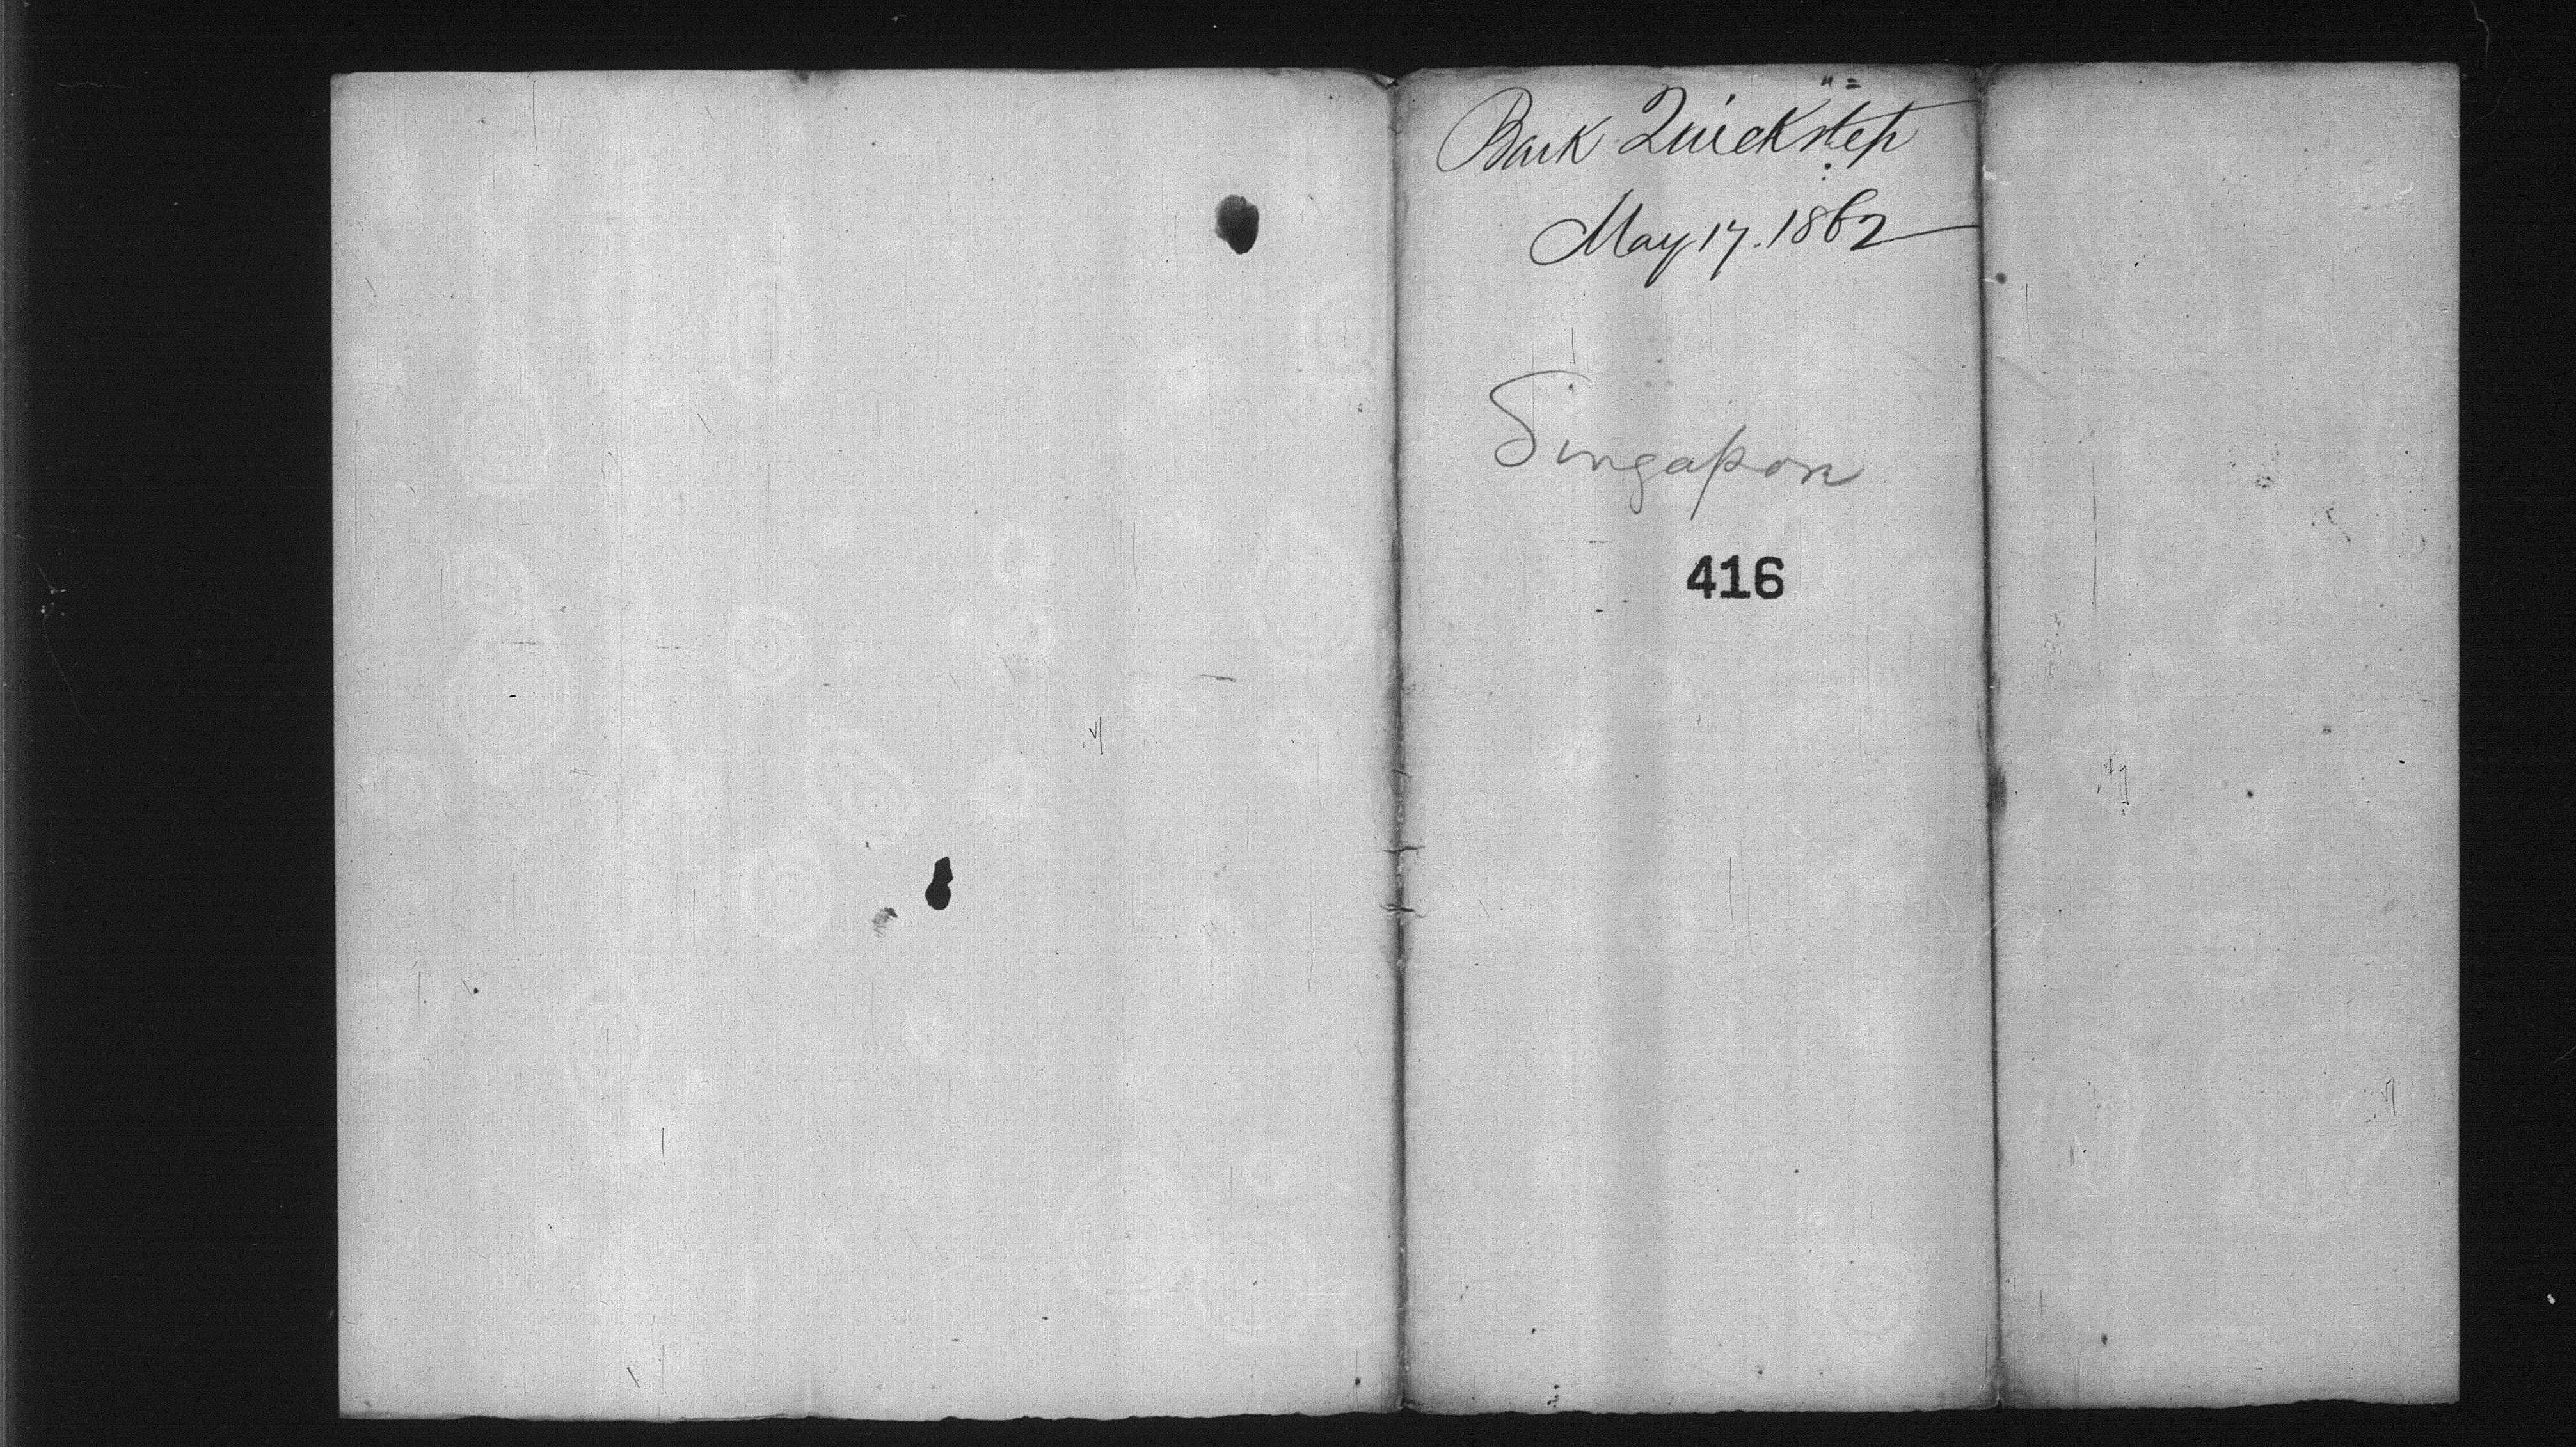 Bark Quickstep
May 17. 1862
Singapore
416